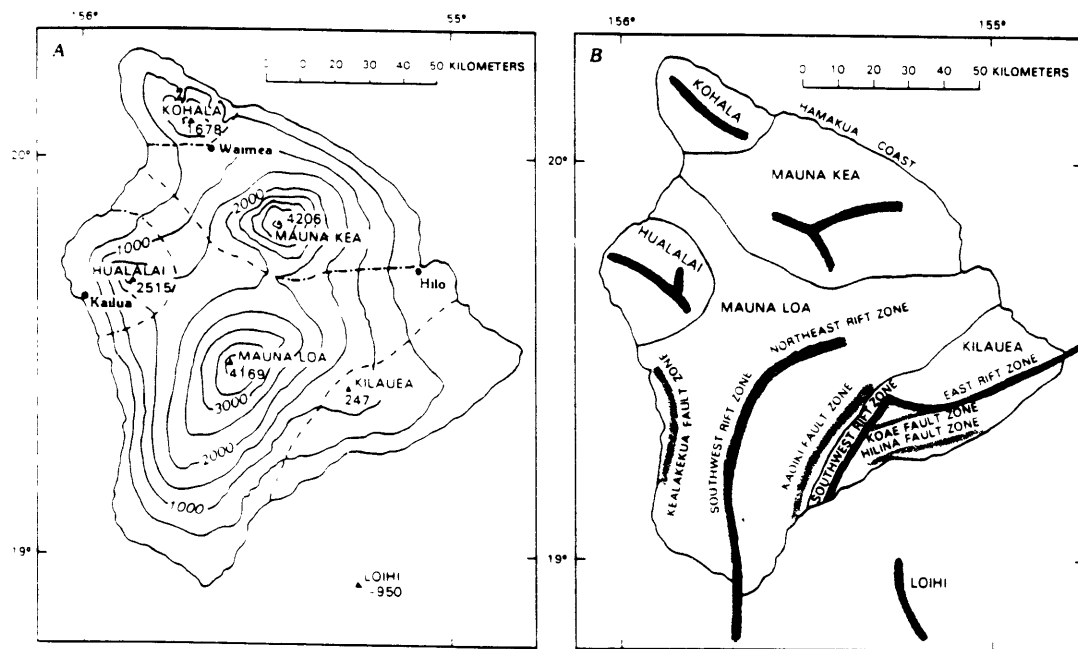 156°
55°
A
0 10 20 30 40 50 KILOMETERS
KOHALA
1678
Waimea
20°
2000
4206
MAUNA KEA
1000
HUALALAI
2515
Kailua
Hilo
MAUNA LOA
4169
KILAUEA
247
3000
2000
1000
19°
LOIHI
-950
156°
155°
B
0 10 20 30 40 50 KILOMETERS
KOHALA
HAMAKUA
COAST
20°
MAUNA KEA
HUALALAI
MAUNA LOA
NORTHEAST RIFT ZONE
KILAUEA
EAST RIFT ZONE
KEALAKEKUA FAULT ZONE
SOUTHWEST RIFT ZONE
KAOIKI FAULT ZONE
SOUTHWEST RIFT ZONE
KOAE FAULT ZONE
HILINA FAULT ZONE
19°
LOIHI